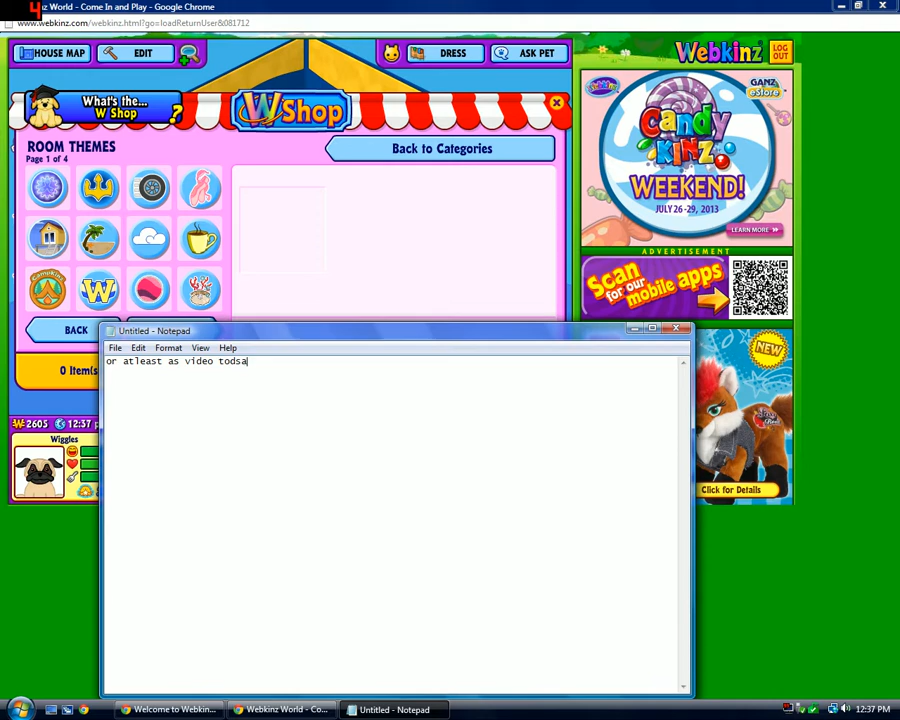 nz World - Come In and Play - Google Chrome
www.webkinz.com/webkinz.html?go=loadReturnUser&081712
HOUSE MAP
EDIT
DRESS
ASK PET
Webkinz
LOG OUT
What's the...
W Shop
?
W Shop
ROOM THEMES
Page 1 of 4
Back to Categories
CampKinz
W
BACK
0 Item(s
2605
12:37 p
Wiggles
GANZ
eStore
Candy
KINZ
WEEKEND!
JULY 26-29, 2013
LEARN MORE
ADVERTISEMENT
Scan
for our
mobile apps
NEW
Click for Details
Untitled - Notepad
File Edit Format View Help
or atleast as video todsa
Welcome to Webkin...
Webkinz World - Co...
Untitled - Notepad
12:37 PM